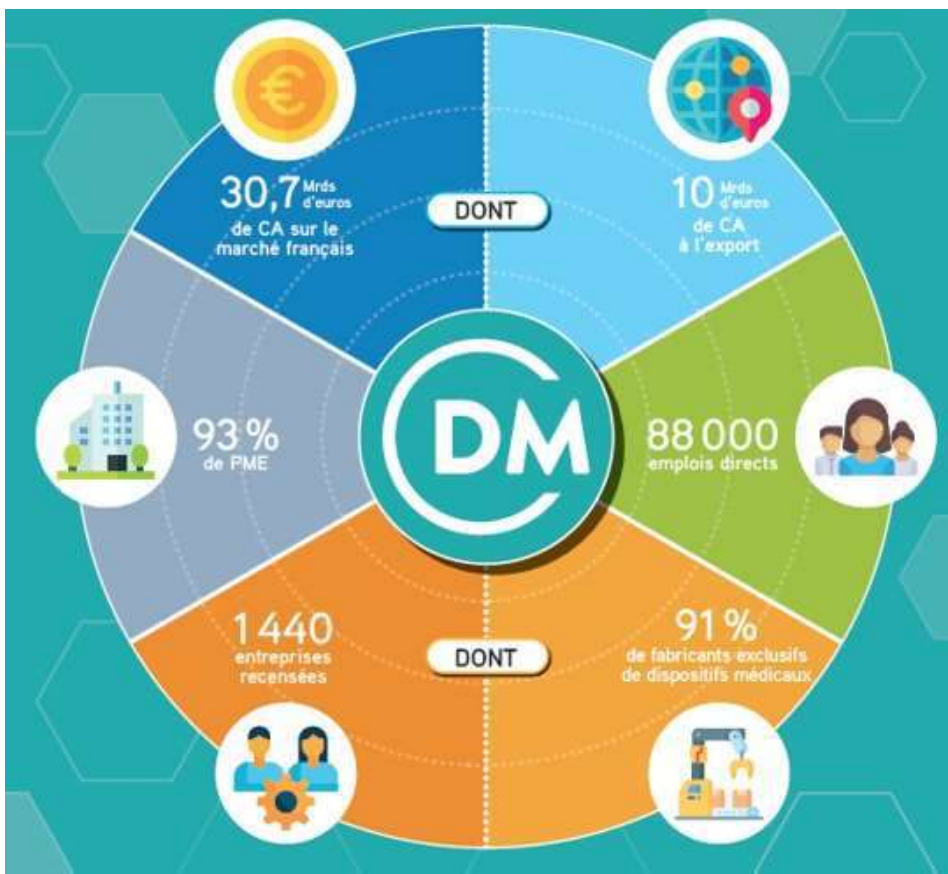 30,7 Mrds d'euros
de CA sur le
marché français
DONT
10 Mrds d'euros
de CA
à l'export
93 %
de PME
DM
88 000
emplois directs
1 440
entreprises
recensées
DONT
91 %
de fabricants exclusifs
de dispositifs médicaux